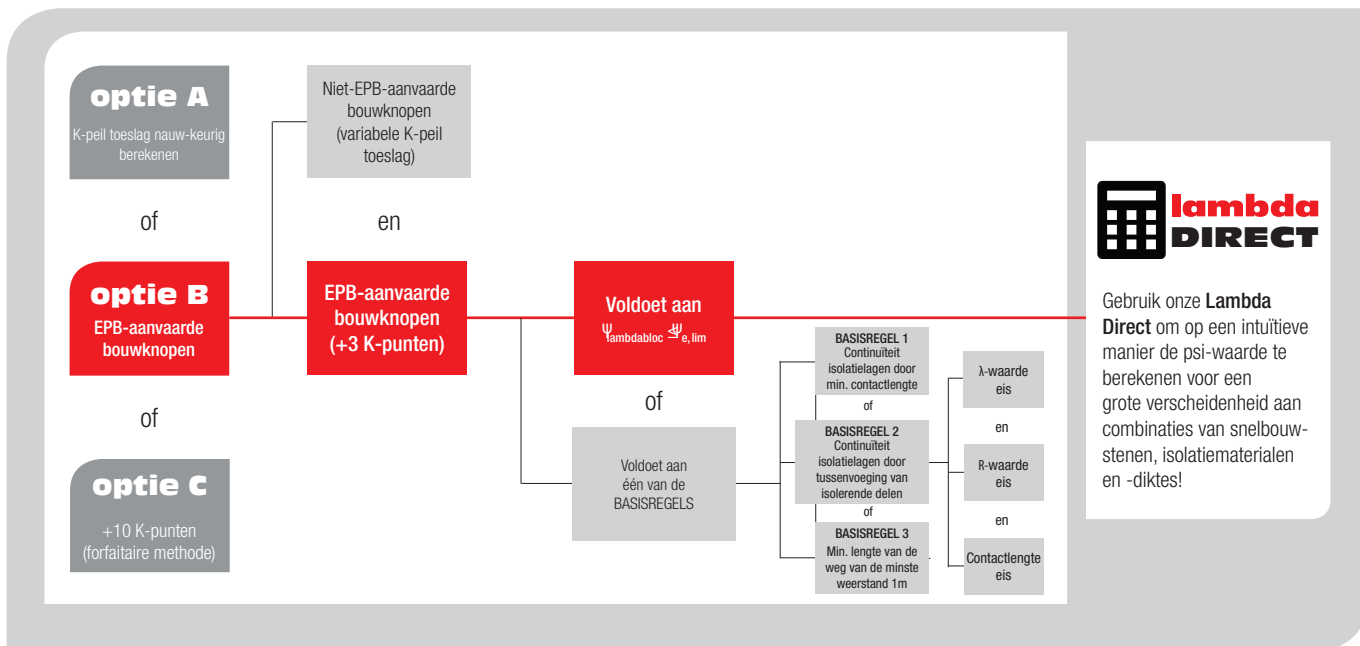 optie A
K-peil toeslag nauw-keurig
berekenen
of
optie B
EPB-aanvaarde
bouwknopen
of
optie C
+10 K-punten
(forfaitaire methode)
Niet-EPB-aanvaarde
bouwknopen
(variabele K-peil
toeslag)
en
EPB-aanvaarde
bouwknopen
(+3 K-punten)
Voldoet aan
Ψlambdabloc ≤Ψe,lim
of
Voldoet aan
één van de
BASISREGELS
BASISREGEL 1
Continuïteit
isolatielagen door
min. contactlengte
of
BASISREGEL 2
Continuïteit
isolatielagen door
tussenvoeging van
isolerende delen
of
BASISREGEL 3
Min. lengte van de
weg van de minste
weerstand 1m
λ-waarde
eis
en
R-waarde
eis
en
Contactlengte
eis
lambda
DIRECT
Gebruik onze Lambda
Direct om op een intuïtieve
manier de psi-waarde te
berekenen voor een
grote verscheidenheid aan
combinaties van snelbouw-
stenen, isolatiematerialen
en -diktes!